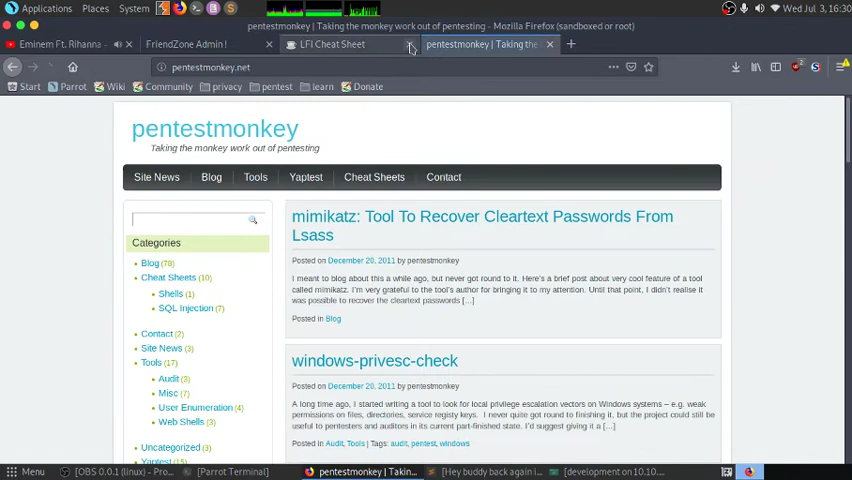 Applications Places System Wed Jul 3, 16:30
pentestmonkey | Taking the monkey work out of pentesting - Mozilla Firefox (sandboxed or root)
Eminem Ft. Rihanna - FriendZone Admin ! LFI Cheat Sheet pentestmonkey | Taking the
pentestmonkey.net
Start Parrot Wiki Community privacy pentest learn Donate
pentestmonkey
Taking the monkey work out of pentesting
Site News Blog Tools Yaptest Cheat Sheets Contact
Categories
Blog (78)
Cheat Sheets (10)
Shells (1)
SQL Injection (7)
Contact (2)
Site News (3)
Tools (17)
Audit (3)
Misc (7)
User Enumeration (4)
Web Shells (3)
Uncategorized (3)
Yaptest (15)
mimikatz: Tool To Recover Cleartext Passwords From
Lsass
Posted on December 20, 2011 by pentestmonkey
I meant to blog about this a while ago, but never got round to it. Here's a brief post about very cool feature of a tool
called mimikatz. I'm very grateful to the tool's author for bringing it to my attention. Until that point, I didn't realise it
was possible to recover the cleartext passwords […]
Posted in Blog
windows-privesc-check
Posted on December 20, 2011 by pentestmonkey
A long time ago, I started writing a tool to look for local privilege escalation vectors on Windows systems – e.g. weak
permissions on files, directories, service registy keys. I never quite got round to finishing it, but the project could still be
useful to pentesters and auditors in its current part-finished state. I'd suggest giving it a […]
Posted in Audit, Tools | Tags: audit, pentest, windows
Menu [OBS 0.0.1 (linux) - Pro... [Parrot Terminal] pentestmonkey | Takin... [Hey buddy back again i... [development on 10.10....